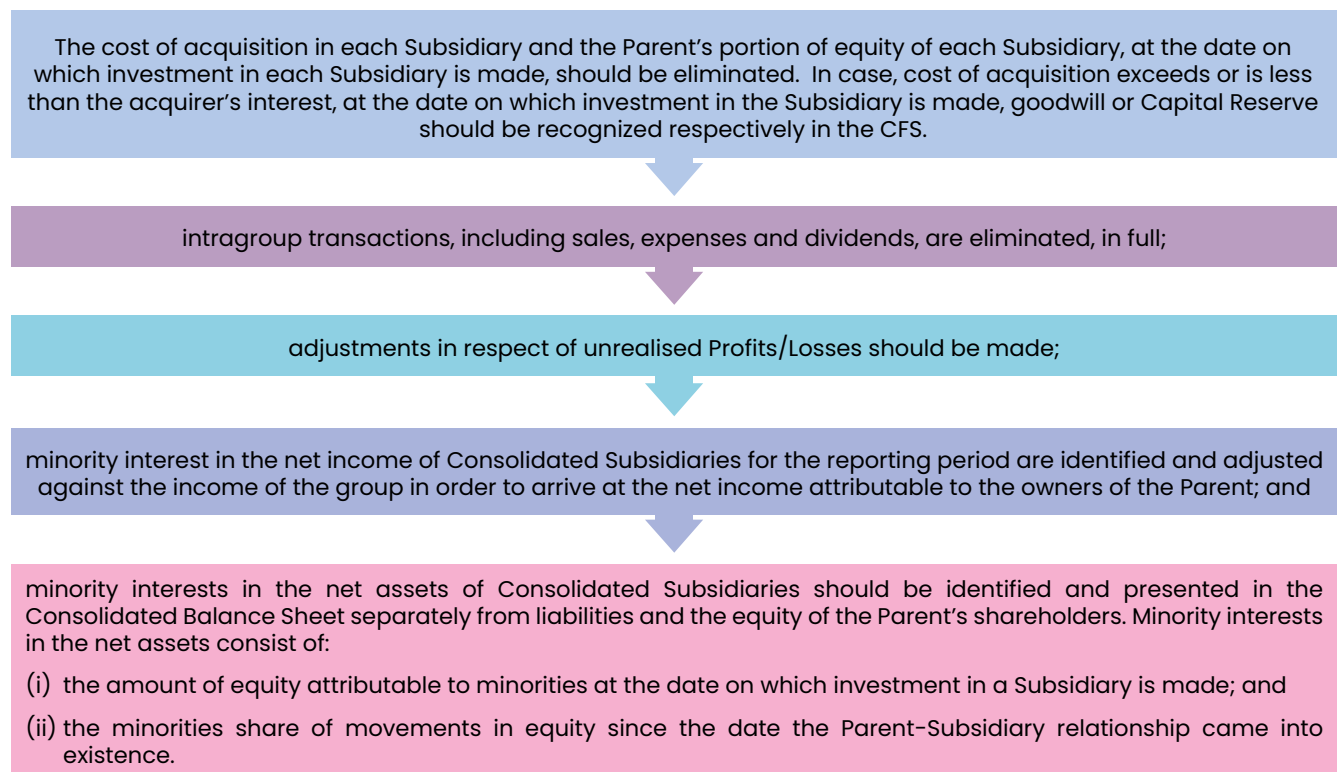 The cost of acquisition in each Subsidiary and the Parent's portion of equity of each Subsidiary, at the date on
which investment in each Subsidiary is made, should be eliminated. In case, cost of acquisition exceeds or is less
than the acquirer's interest, at the date on which investment in the Subsidiary is made, goodwill or Capital Reserve
should be recognized respectively in the CFS.
intragroup transactions, including sales, expenses and dividends, are eliminated, in full;
adjustments in respect of unrealised Profits/Losses should be made;
minority interest in the net income of Consolidated Subsidiaries for the reporting period are identified and adjusted
against the income of the group in order to arrive at the net income attributable to the owners of the Parent; and
minority interests in the net assets of Consolidated Subsidiaries should be identified and presented in the
Consolidated Balance Sheet separately from liabilities and the equity of the Parent's shareholders. Minority interests
in the net assets consist of:
(i) the amount of equity attributable to minorities at the date on which investment in a Subsidiary is made; and
(ii) the minorities share of movements in equity since the date the Parent-Subsidiary relationship came into
existence.